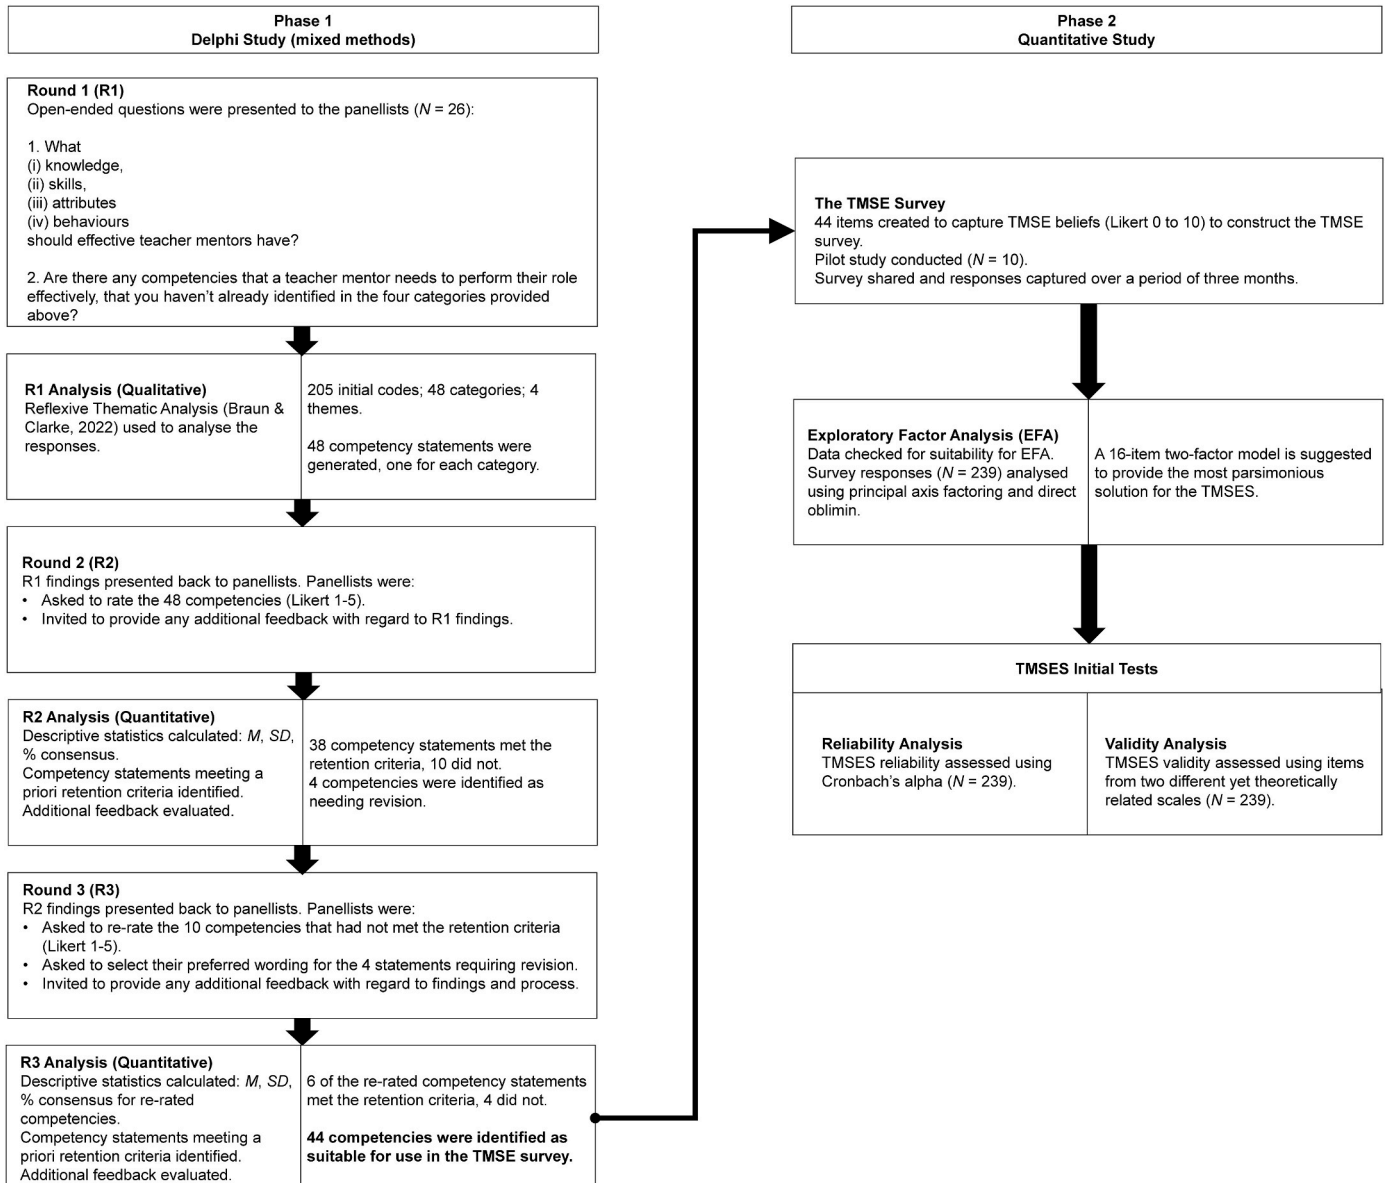 Phase 1
Delphi Study (mixed methods)
Round 1 (R1)
Open-ended questions were presented to the panellists (N = 26):
1. What
(i) knowledge,
(ii) skills,
(iii) attributes
(iv) behaviours
should effective teacher mentors have?
2. Are there any competencies that a teacher mentor needs to perform their role
effectively, that you haven't already identified in the four categories provided
above?
R1 Analysis (Qualitative)
Reflexive Thematic Analysis (Braun &
Clarke, 2022) used to analyse the
responses.
205 initial codes; 48 categories; 4
themes.
48 competency statements were
generated, one for each category.
Round 2 (R2)
R1 findings presented back to panellists. Panellists were:
• Asked to rate the 48 competencies (Likert 1-5).
• Invited to provide any additional feedback with regard to R1 findings.
R2 Analysis (Quantitative)
Descriptive statistics calculated: M, SD,
% consensus.
Competency statements meeting a
priori retention criteria identified.
Additional feedback evaluated.
38 competency statements met the
retention criteria, 10 did not.
4 competencies were identified as
needing revision.
Round 3 (R3)
R2 findings presented back to panellists. Panellists were:
• Asked to re-rate the 10 competencies that had not met the retention criteria
(Likert 1-5).
• Asked to select their preferred wording for the 4 statements requiring revision.
• Invited to provide any additional feedback with regard to findings and process.
R3 Analysis (Quantitative)
Descriptive statistics calculated: M, SD,
% consensus for re-rated
competencies.
Competency statements meeting a
priori retention criteria identified.
Additional feedback evaluated.
6 of the re-rated competency statements
met the retention criteria, 4 did not.
44 competencies were identified as
suitable for use in the TMSE survey.
Phase 2
Quantitative Study
The TMSE Survey
44 items created to capture TMSE beliefs (Likert 0 to 10) to construct the TMSE
survey.
Pilot study conducted (N = 10).
Survey shared and responses captured over a period of three months.
Exploratory Factor Analysis (EFA)
Data checked for suitability for EFA.
Survey responses (N = 239) analysed
using principal axis factoring and direct
oblimin.
A 16-item two-factor model is suggested
to provide the most parsimonious
solution for the TMSES.
TMSES Initial Tests
Reliability Analysis
TMSES reliability assessed using
Cronbach's alpha (N = 239).
Validity Analysis
TMSES validity assessed using items
from two different yet theoretically
related scales (N = 239).